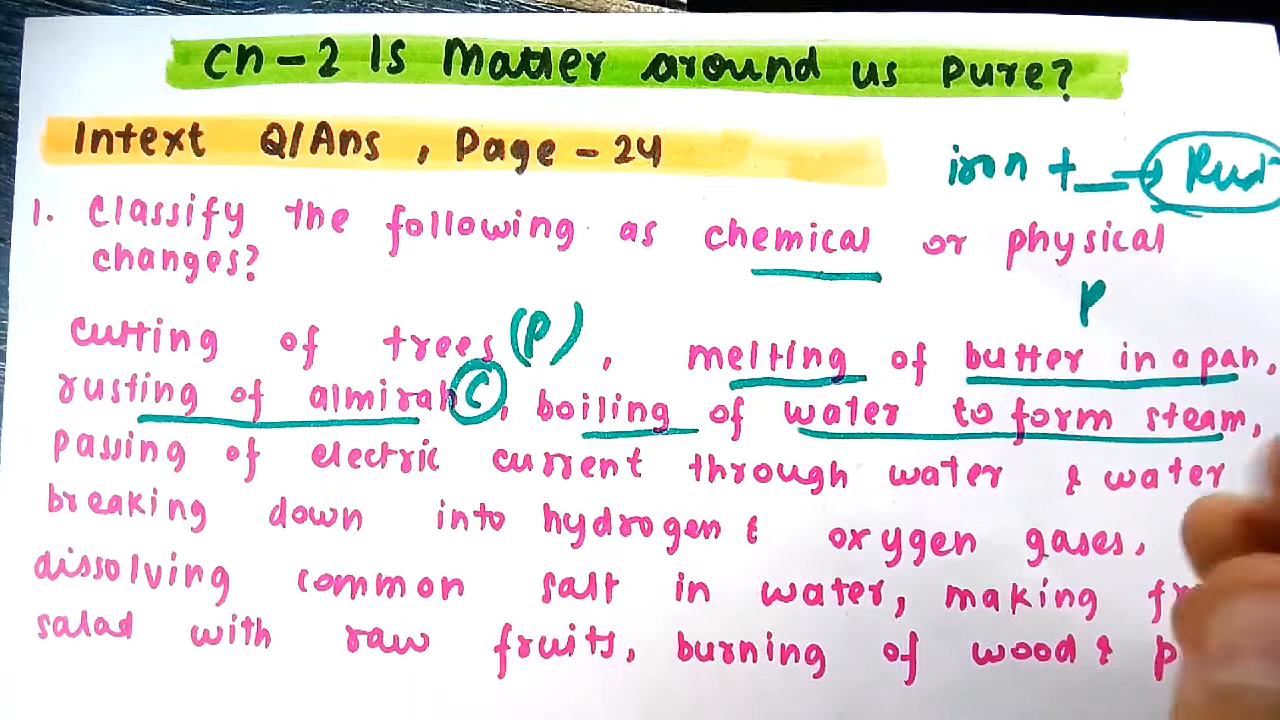 Ch-2 Is Matter around us Pure?
Intext Q/Ans, Page-24
iron + __ → Rust
1. Classify the following as chemical or physical
changes?
P
cutting of trees (P), melting of butter in a pan,
rusting of almirah C, boiling of water to form steam,
passing of electric current through water & water
breaking down into hydrogen & oxygen gases,
dissolving common salt in water, making
salad with raw fruits, burning of wood &